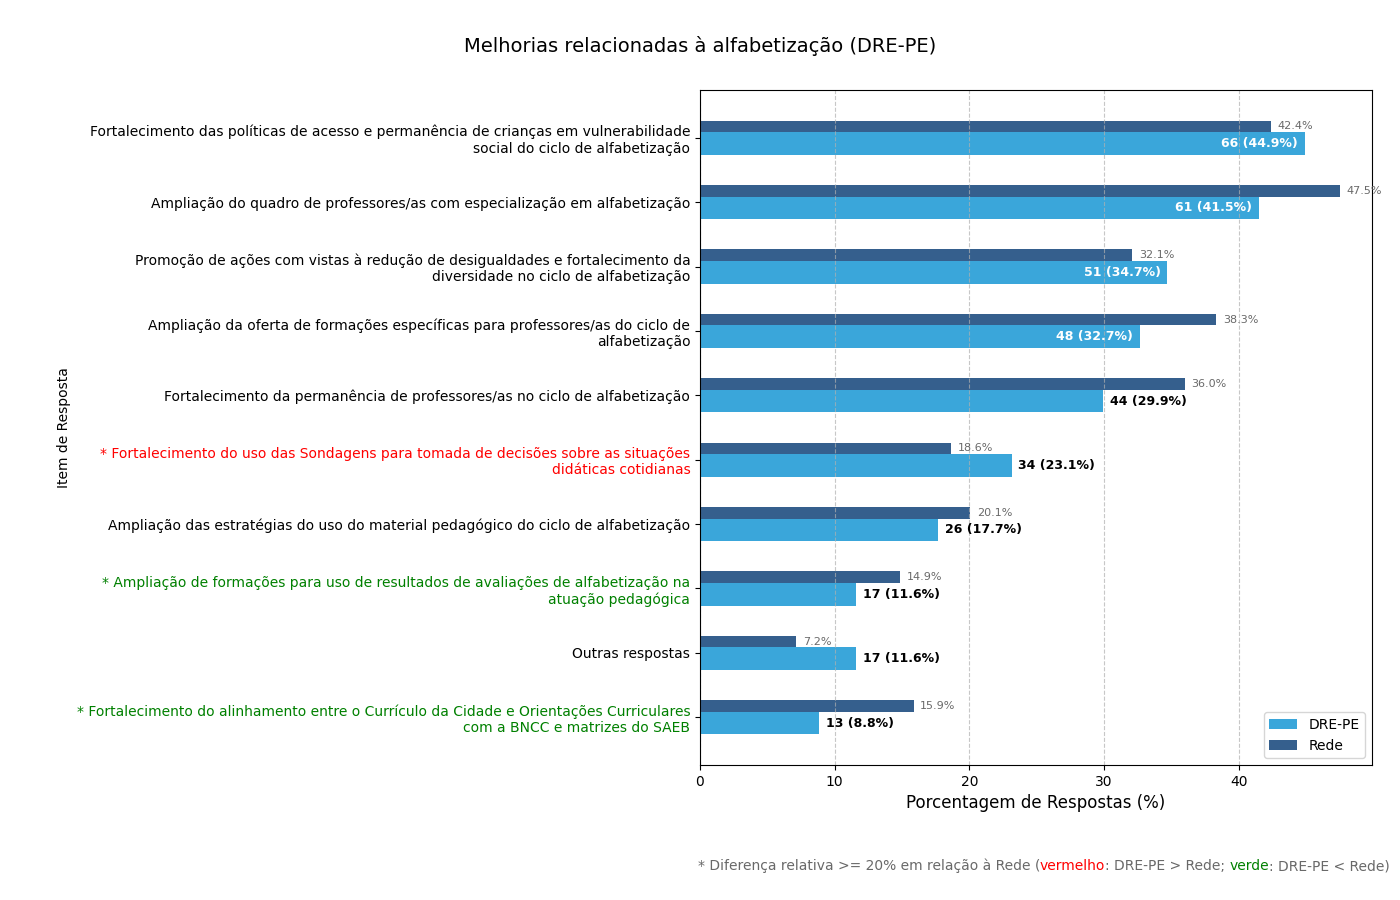 Melhorias relacionadas à alfabetização (DRE-PE)
Item de Resposta
Fortalecimento das políticas de acesso e permanência de crianças em vulnerabilidade
social do ciclo de alfabetização
42.4%
66 (44.9%)
Ampliação do quadro de professores/as com especialização em alfabetização
47.5%
61 (41.5%)
Promoção de ações com vistas à redução de desigualdades e fortalecimento da
diversidade no ciclo de alfabetização
32.1%
51 (34.7%)
Ampliação da oferta de formações específicas para professores/as do ciclo de
alfabetização
38.3%
48 (32.7%)
Fortalecimento da permanência de professores/as no ciclo de alfabetização
36.0%
44 (29.9%)
* Fortalecimento do uso das Sondagens para tomada de decisões sobre as situações
didáticas cotidianas
18.6%
34 (23.1%)
Ampliação das estratégias do uso do material pedagógico do ciclo de alfabetização
20.1%
26 (17.7%)
* Ampliação de formações para uso de resultados de avaliações de alfabetização na
atuação pedagógica
14.9%
17 (11.6%)
Outras respostas
7.2%
17 (11.6%)
* Fortalecimento do alinhamento entre o Currículo da Cidade e Orientações Curriculares
com a BNCC e matrizes do SAEB
15.9%
13 (8.8%)
DRE-PE
Rede
0 10 20 30 40
Porcentagem de Respostas (%)
* Diferença relativa >= 20% em relação à Rede (vermelho: DRE-PE > Rede; verde: DRE-PE < Rede)